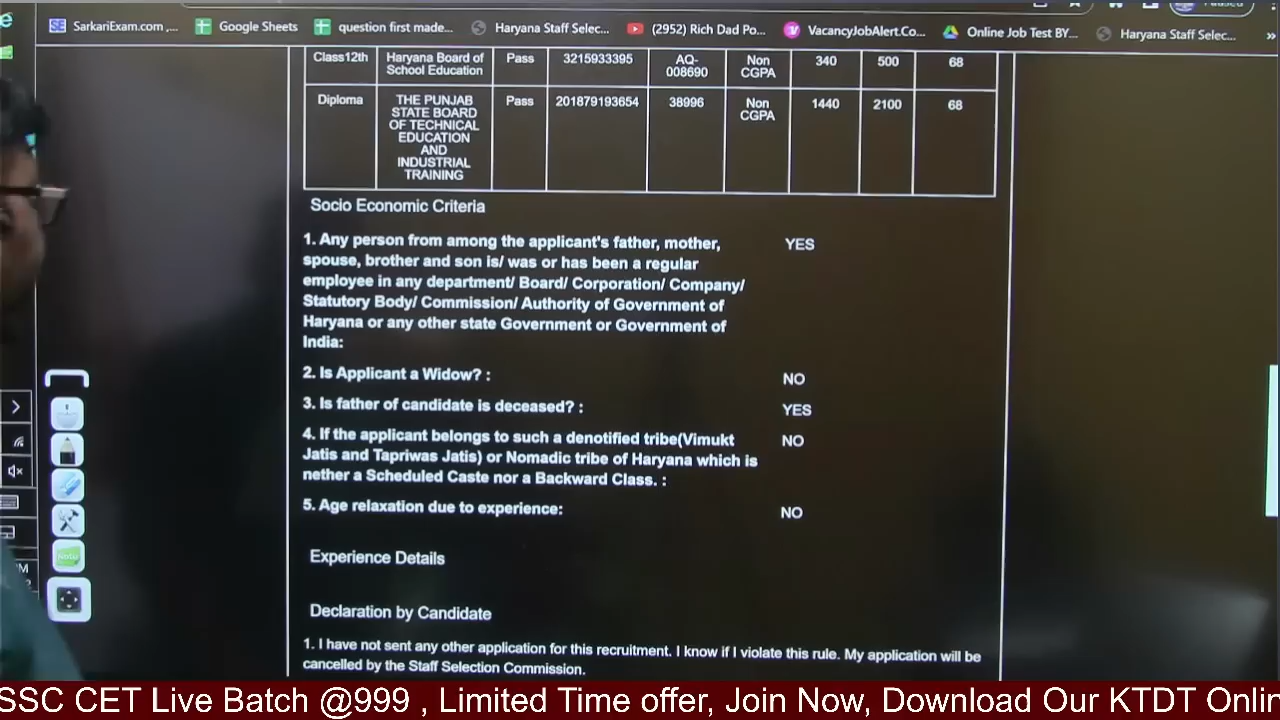 SarkariExam.com ,...
Google Sheets
question first made...
Haryana Staff Selec...
(2952) Rich Dad Po...
VacancyJobAlert.Co...
Online Job Test BY...
Haryana Staff Selec...
Class12th Haryana Board of School Education Pass 3215933395 AQ-008690 Non CGPA 340 500 68
Diploma THE PUNJAB STATE BOARD OF TECHNICAL EDUCATION AND INDUSTRIAL TRAINING Pass 201879193654 38996 Non CGPA 1440 2100 68
Socio Economic Criteria
1. Any person from among the applicant's father, mother, YES
spouse, brother and son is/ was or has been a regular
employee in any department/ Board/ Corporation/ Company/
Statutory Body/ Commission/ Authority of Government of
Haryana or any other state Government or Government of
India:
2. Is Applicant a Widow? : NO
3. Is father of candidate is deceased? : YES
4. If the applicant belongs to such a denotified tribe(Vimukt NO
Jatis and Tapriwas Jatis) or Nomadic tribe of Haryana which is
nether a Scheduled Caste nor a Backward Class. :
5. Age relaxation due to experience: NO
Experience Details
Declaration by Candidate
1. I have not sent any other application for this recruitment. I know if I violate this rule. My application will be
cancelled by the Staff Selection Commission.
SSC CET Live Batch @999 , Limited Time offer, Join Now, Download Our KTDT Onlin